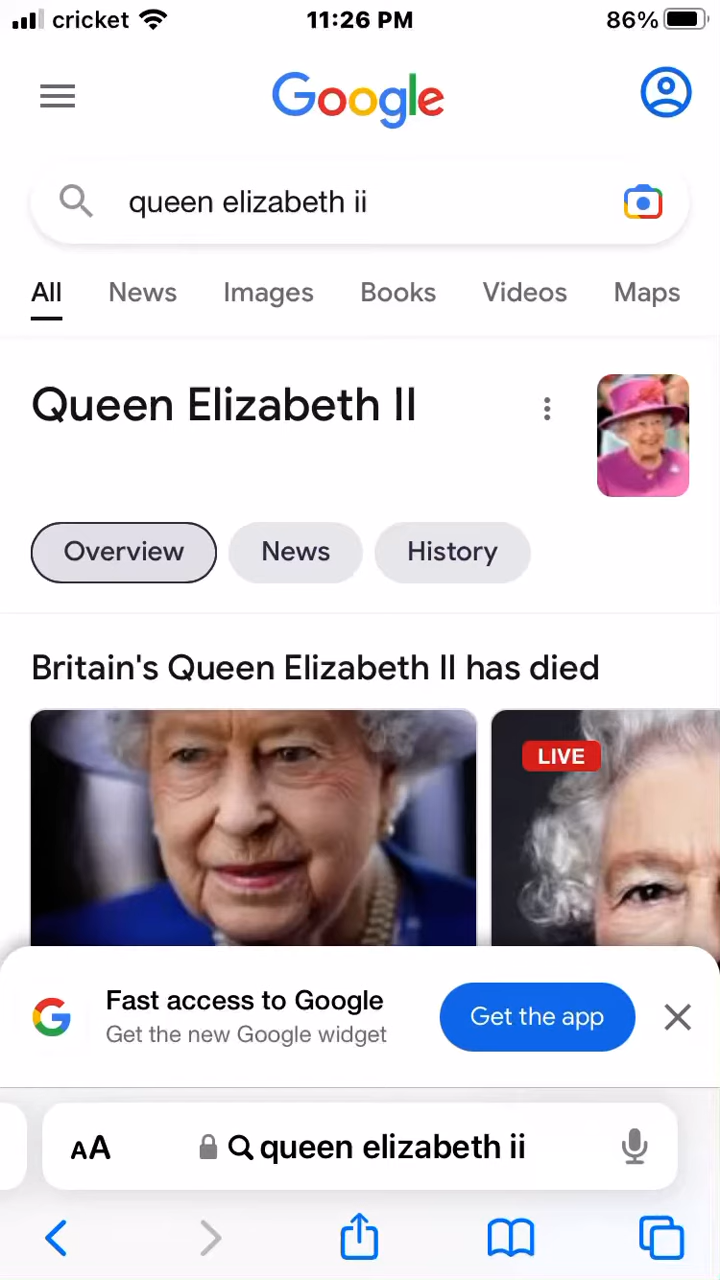 cricket 11:26 PM 86%
Google
queen elizabeth ii
All News Images Books Videos Maps
Queen Elizabeth II
Overview News History
Britain's Queen Elizabeth II has died
LIVE
Fast access to Google
Get the new Google widget
Get the app
AA queen elizabeth ii